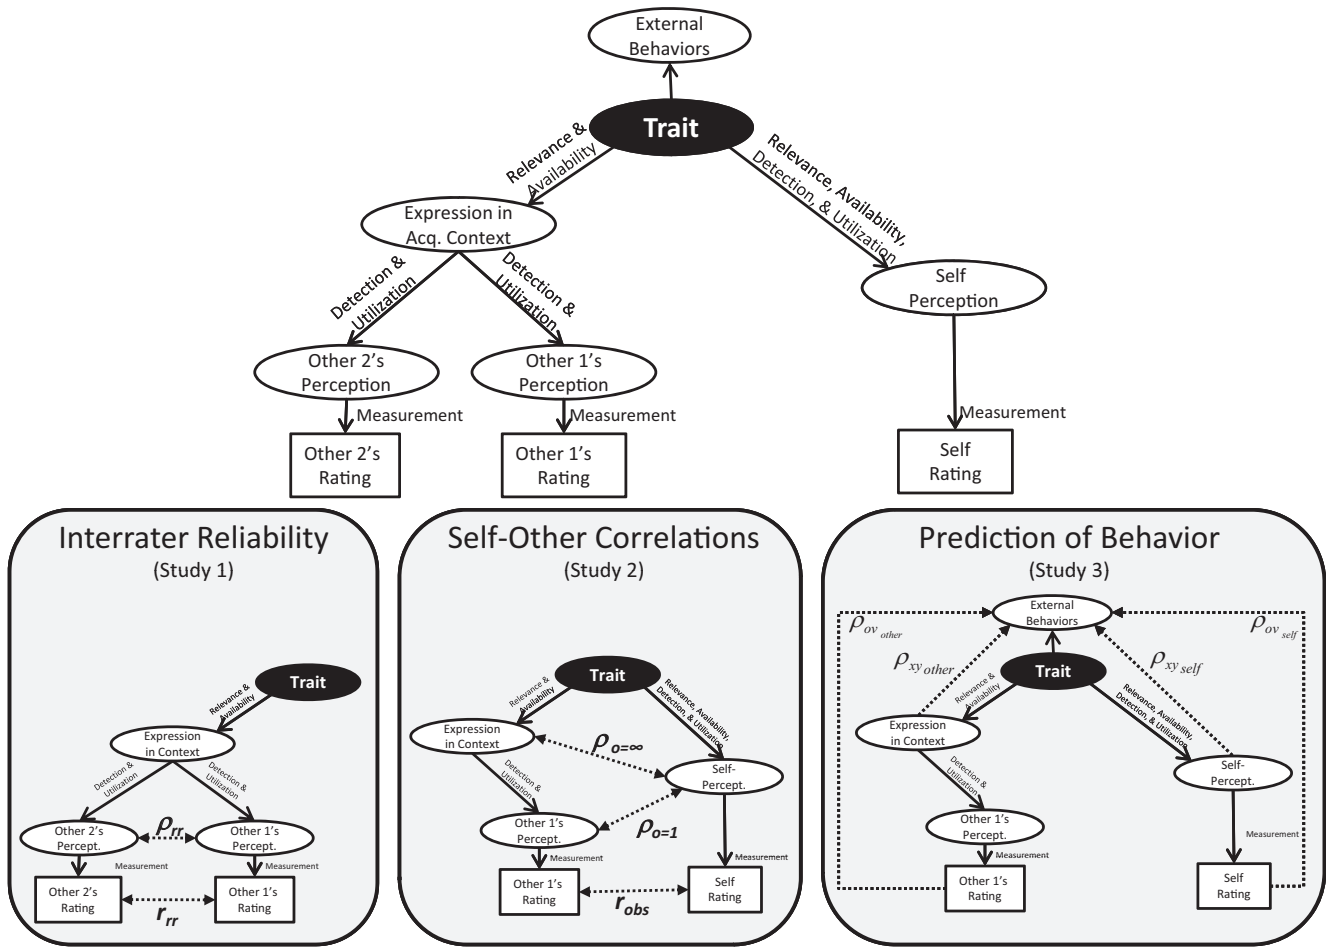 External
Behaviors
Trait
Relevance &
Availability
Relevance, Availability,
Detection, & Utilization
Expression in
Acq. Context
Detection &
Utilization
Detection &
Utilization
Self
Perception
Other 2's
Perception
Other 1's
Perception
Measurement
Measurement
Measurement
Other 2's
Rating
Other 1's
Rating
Self
Rating
Interrater Reliability
(Study 1)
Trait
Relevance &
Availability
Expression
in Context
Detection &
Utilization
Detection &
Utilization
Other 2's
Percept.
ρrr
Other 1's
Percept.
Measurement
Measurement
Other 2's
Rating
Other 1's
Rating
rrr
Self-Other Correlations
(Study 2)
Trait
Relevance &
Availability
Relevance, Availability,
Detection, & Utilization
Expression
in Context
ρo=∞
Self-
Percept.
Detection &
Utilization
Other 1's
Percept.
ρo=1
Measurement
Measurement
Other 1's
Rating
Self
Rating
robs
Prediction of Behavior
(Study 3)
External
Behaviors
ρov other
ρov self
ρxy other
ρxy self
Trait
Relevance &
Availability
Relevance, Availability,
Detection, & Utilization
Expression
in Context
Self-
Percept.
Detection &
Utilization
Other 1's
Percept.
Measurement
Measurement
Other 1's
Rating
Self
Rating